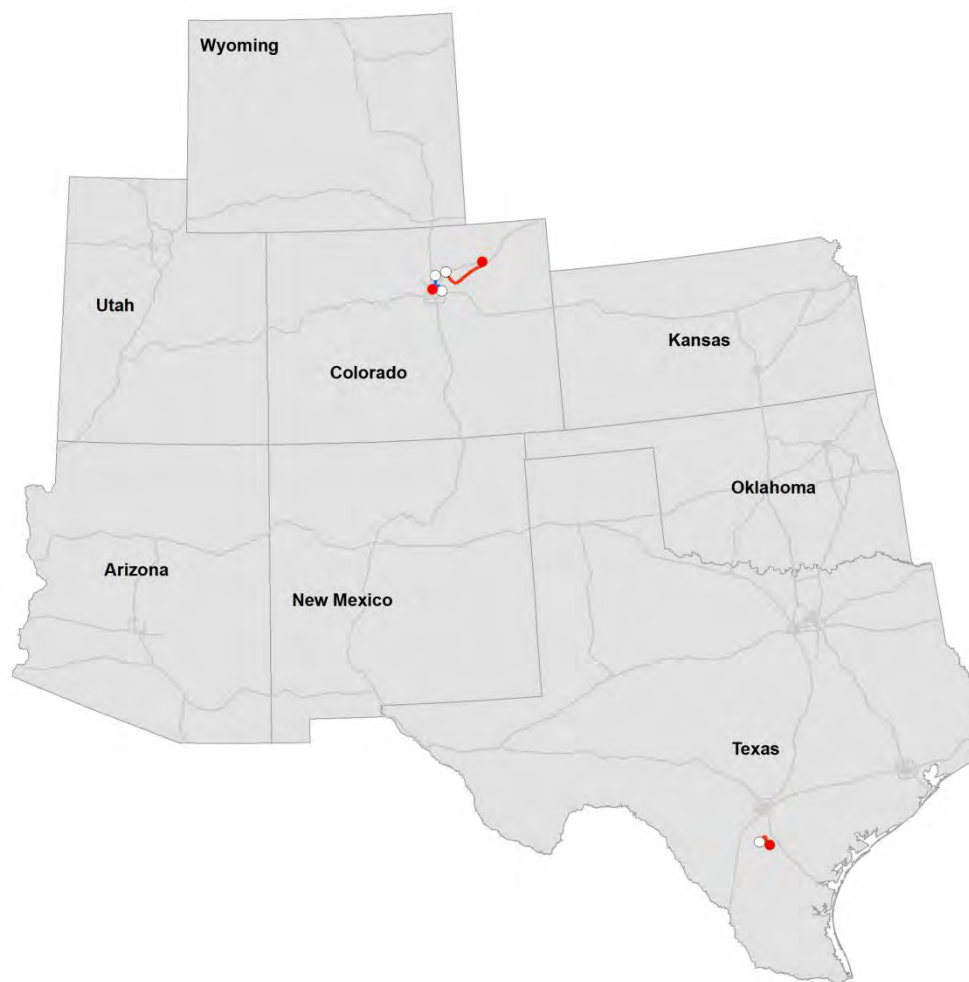 Wyoming
Utah
Colorado
Kansas
Oklahoma
Arizona
New Mexico
Texas